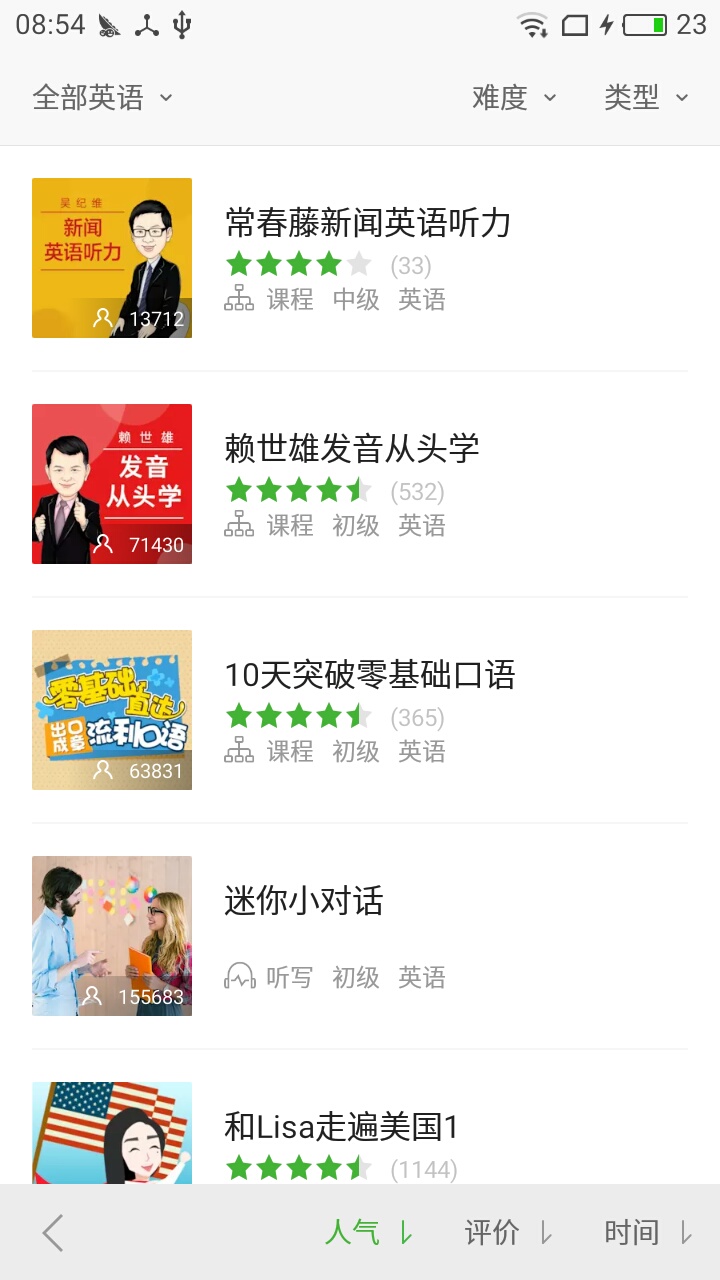 08:54 23
全部英语 难度 类型
吴纪维
新闻
英语听力
13712
常春藤新闻英语听力
(33)
课程 中级 英语
赖世雄
发音
从头学
71430
赖世雄发音从头学
(532)
课程 初级 英语
零基础
直达
出口
成章
流利口语
63831
10天突破零基础口语
(365)
课程 初级 英语
155683
迷你小对话
听写 初级 英语
和Lisa走遍美国1
(1144)
人气 评价 时间